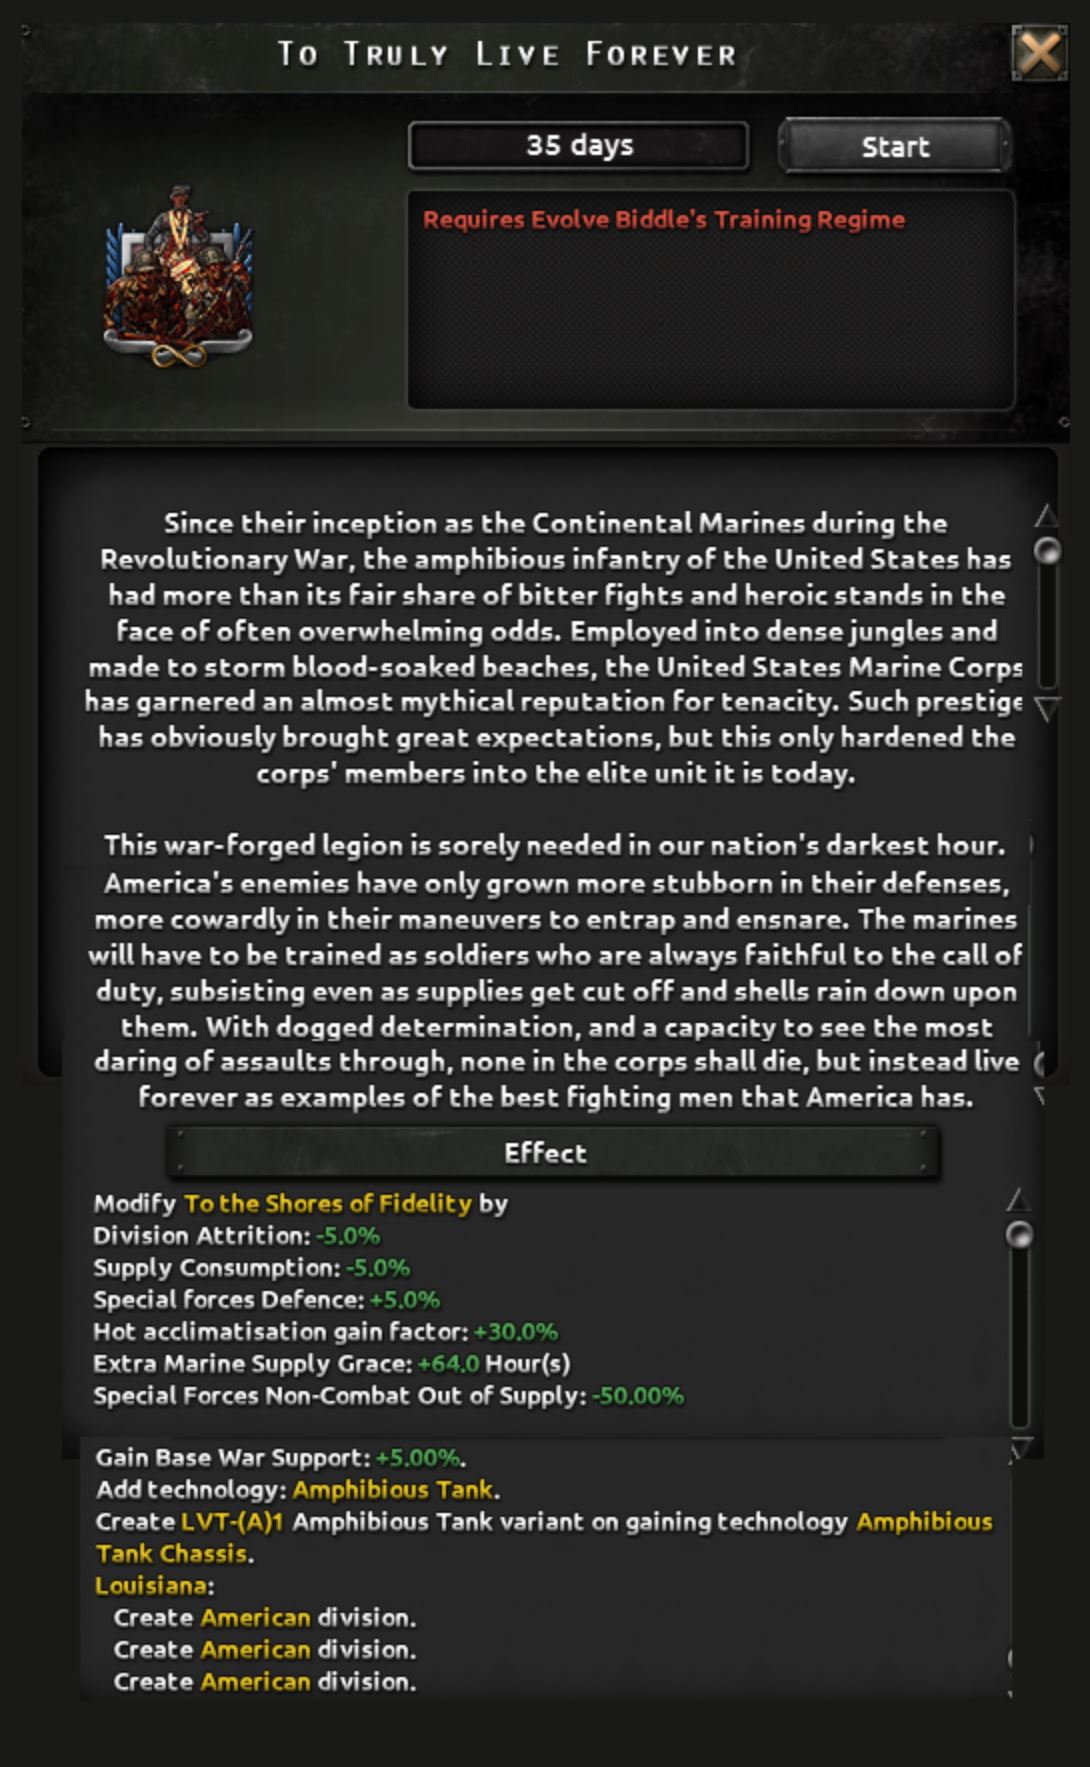 To Truly Live Forever
35 days
Start
Requires Evolve Biddle's Training Regime
Since their inception as the Continental Marines during the
Revolutionary War, the amphibious infantry of the United States has
had more than its fair share of bitter fights and heroic stands in the
face of often overwhelming odds. Employed into dense jungles and
made to storm blood-soaked beaches, the United States Marine Corps
has garnered an almost mythical reputation for tenacity. Such prestige
has obviously brought great expectations, but this only hardened the
corps' members into the elite unit it is today.
This war-forged legion is sorely needed in our nation's darkest hour.
America's enemies have only grown more stubborn in their defenses,
more cowardly in their maneuvers to entrap and ensnare. The marines
will have to be trained as soldiers who are always faithful to the call of
duty, subsisting even as supplies get cut off and shells rain down upon
them. With dogged determination, and a capacity to see the most
daring of assaults through, none in the corps shall die, but instead live
forever as examples of the best fighting men that America has.
Effect
Modify To the Shores of Fidelity by
Division Attrition: -5.0%
Supply Consumption: -5.0%
Special forces Defence: +5.0%
Hot acclimatisation gain factor: +30.0%
Extra Marine Supply Grace: +64.0 Hour(s)
Special Forces Non-Combat Out of Supply: -50.00%
Gain Base War Support: +5.00%.
Add technology: Amphibious Tank.
Create LVT-(A)1 Amphibious Tank variant on gaining technology Amphibious
Tank Chassis.
Louisiana:
Create American division.
Create American division.
Create American division.